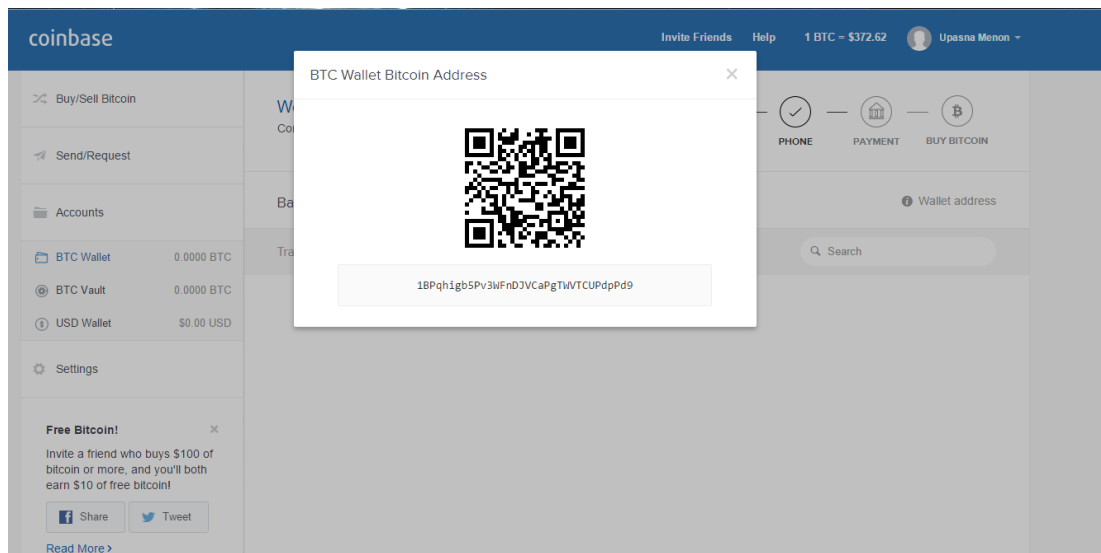 coinbase
Invite Friends Help 1 BTC = $372.62 Upasna Menon
BTC Wallet Bitcoin Address
Buy/Sell Bitcoin
Send/Request
Accounts
BTC Wallet 0.0000 BTC
BTC Vault 0.0000 BTC
USD Wallet $0.00 USD
Settings
Free Bitcoin!
Invite a friend who buys $100 of
bitcoin or more, and you'll both
earn $10 of free bitcoin!
Share Tweet
Read More
1BPqhigb5Pv3WFnDJVCaPgTWVTCUPdpPd9
PHONE PAYMENT BUY BITCOIN
Wallet address
Search